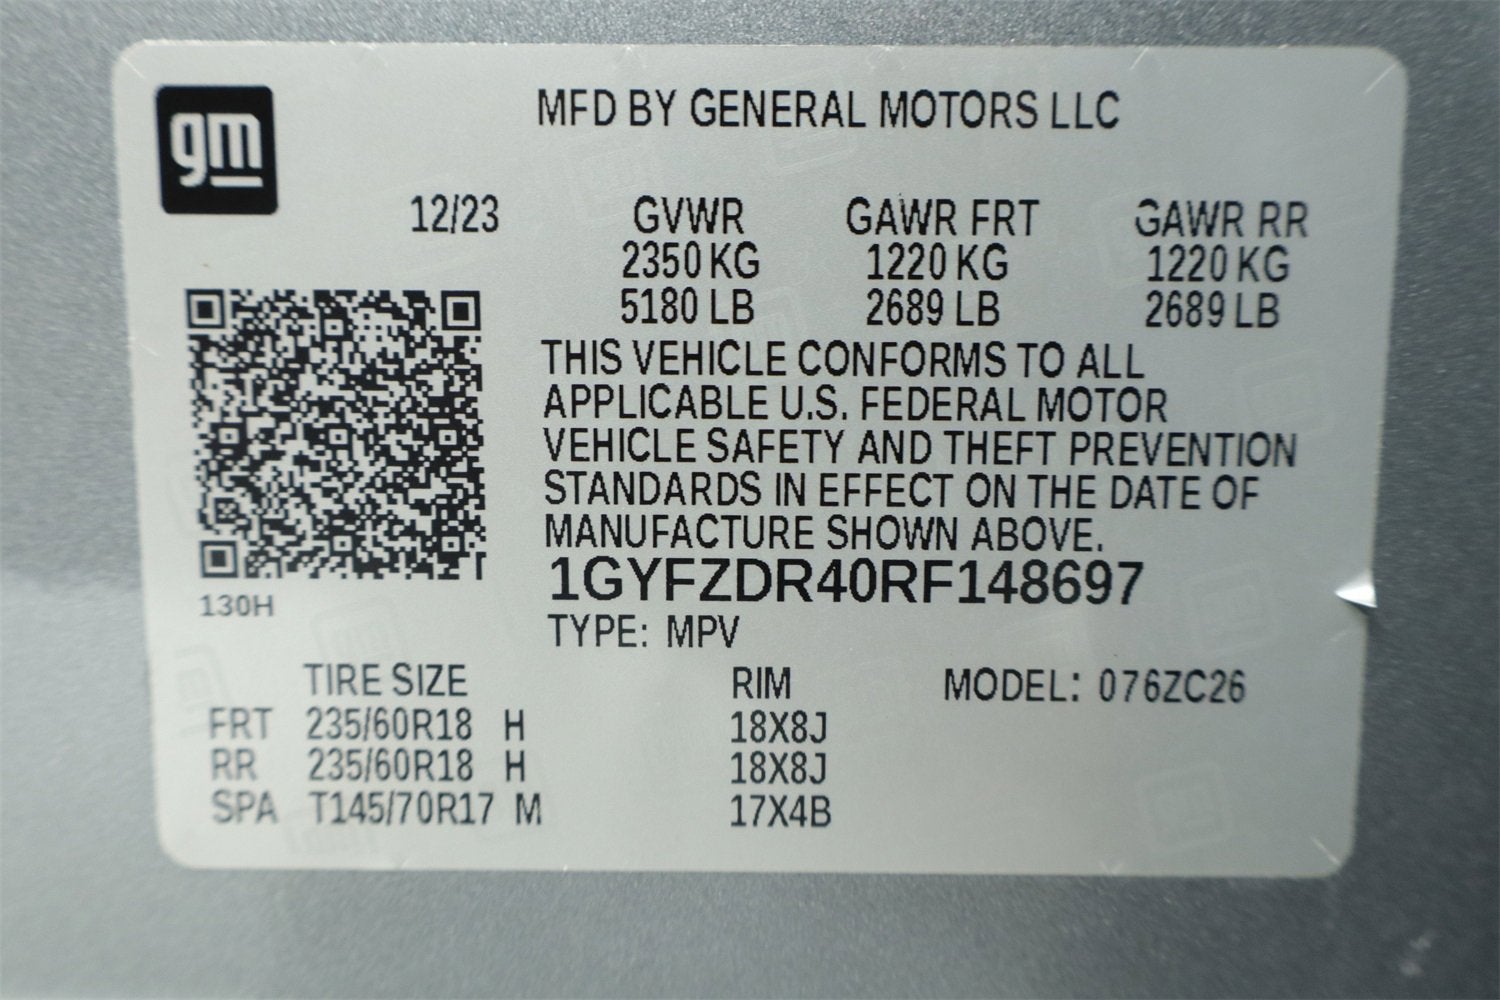 gm
MFD BY GENERAL MOTORS LLC
12/23 GVWR GAWR FRT GAWR RR
2350 KG 1220 KG 1220 KG
5180 LB 2689 LB 2689 LB
THIS VEHICLE CONFORMS TO ALL
APPLICABLE U.S. FEDERAL MOTOR
VEHICLE SAFETY AND THEFT PREVENTION
STANDARDS IN EFFECT ON THE DATE OF
MANUFACTURE SHOWN ABOVE.
1GYFZDR40RF148697
130H
TYPE: MPV
TIRE SIZE RIM MODEL: 076ZC26
FRT 235/60R18 H 18X8J
RR 235/60R18 H 18X8J
SPA T145/70R17 M 17X4B